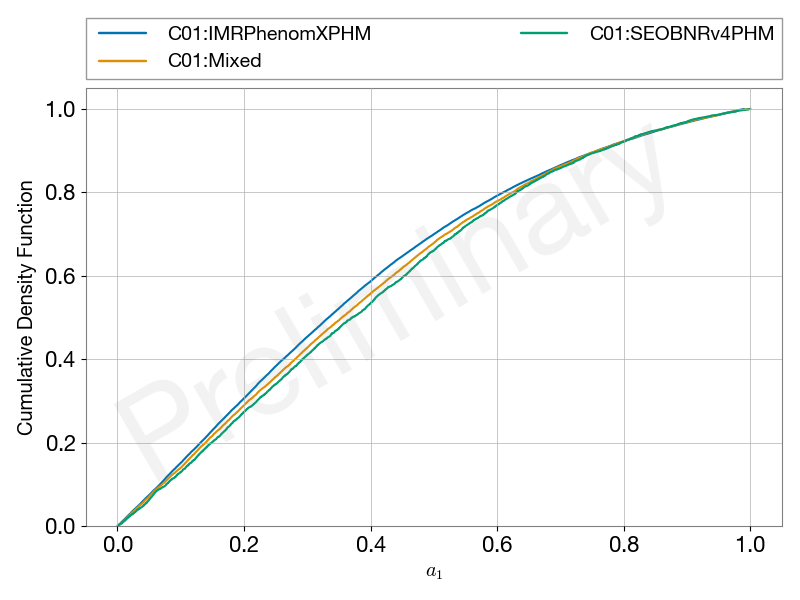 C01:IMRPhenomXPHM
C01:Mixed
C01:SEOBNRv4PHM
1.0
0.8
0.6
0.4
0.2
0.0
Cumulative Density Function
Preliminary
0.0 0.2 0.4 0.6 0.8 1.0
a₁